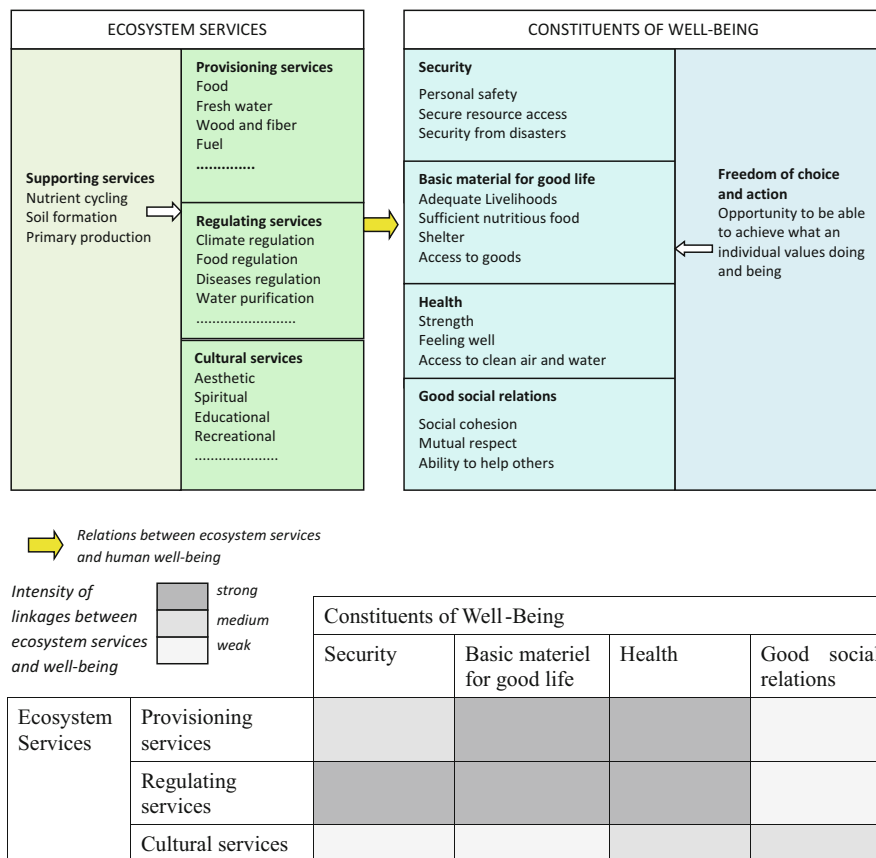 ECOSYSTEM SERVICES
Supporting services
Nutrient cycling
Soil formation
Primary production
Provisioning services
Food
Fresh water
Wood and fiber
Fuel
..............
Regulating services
Climate regulation
Food regulation
Diseases regulation
Water purification
.........................
Cultural services
Aesthetic
Spiritual
Educational
Recreational
.....................
CONSTITUENTS OF WELL-BEING
Security
Personal safety
Secure resource access
Security from disasters
Basic material for good life
Adequate Livelihoods
Sufficient nutritious food
Shelter
Access to goods
Health
Strength
Feeling well
Access to clean air and water
Good social relations
Social cohesion
Mutual respect
Ability to help others
Freedom of choice
and action
Opportunity to be able
to achieve what an
individual values doing
and being
Relations between ecosystem services
and human well-being
Intensity of
linkages between
ecosystem services
and well-being
strong
medium
weak
Constituents of Well-Being
Security
Basic materiel
for good life
Health
Good social
relations
Ecosystem
Services
Provisioning
services
Regulating
services
Cultural services